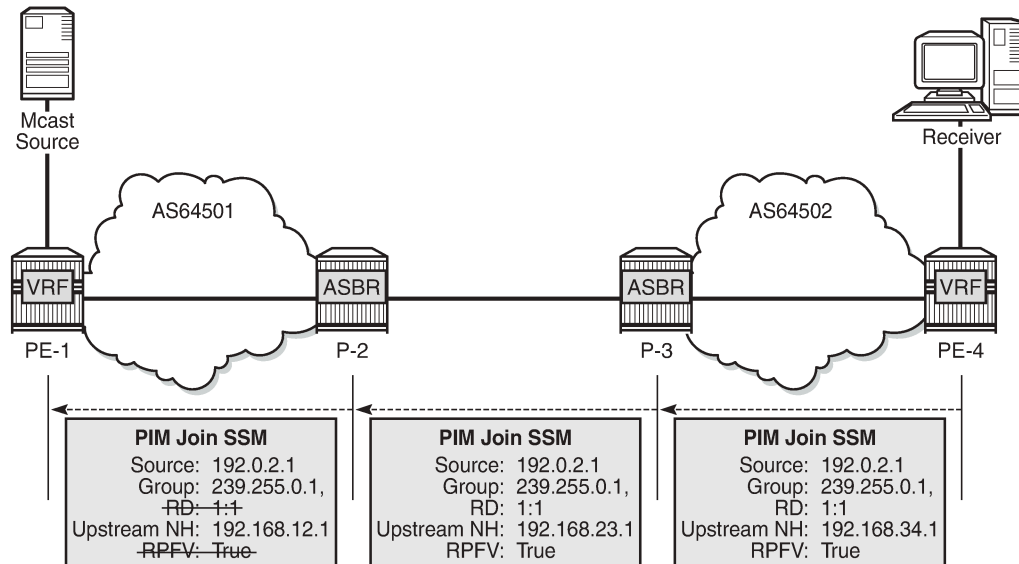 Mcast
Source
Receiver
AS64501
AS64502
VRF
ASBR
ASBR
VRF
PE-1
P-2
P-3
PE-4
PIM Join SSM
Source: 192.0.2.1
Group: 239.255.0.1,
RD: 1:1
Upstream NH: 192.168.12.1
RPFV: True
PIM Join SSM
Source: 192.0.2.1
Group: 239.255.0.1,
RD: 1:1
Upstream NH: 192.168.23.1
RPFV: True
PIM Join SSM
Source: 192.0.2.1
Group: 239.255.0.1,
RD: 1:1
Upstream NH: 192.168.34.1
RPFV: True